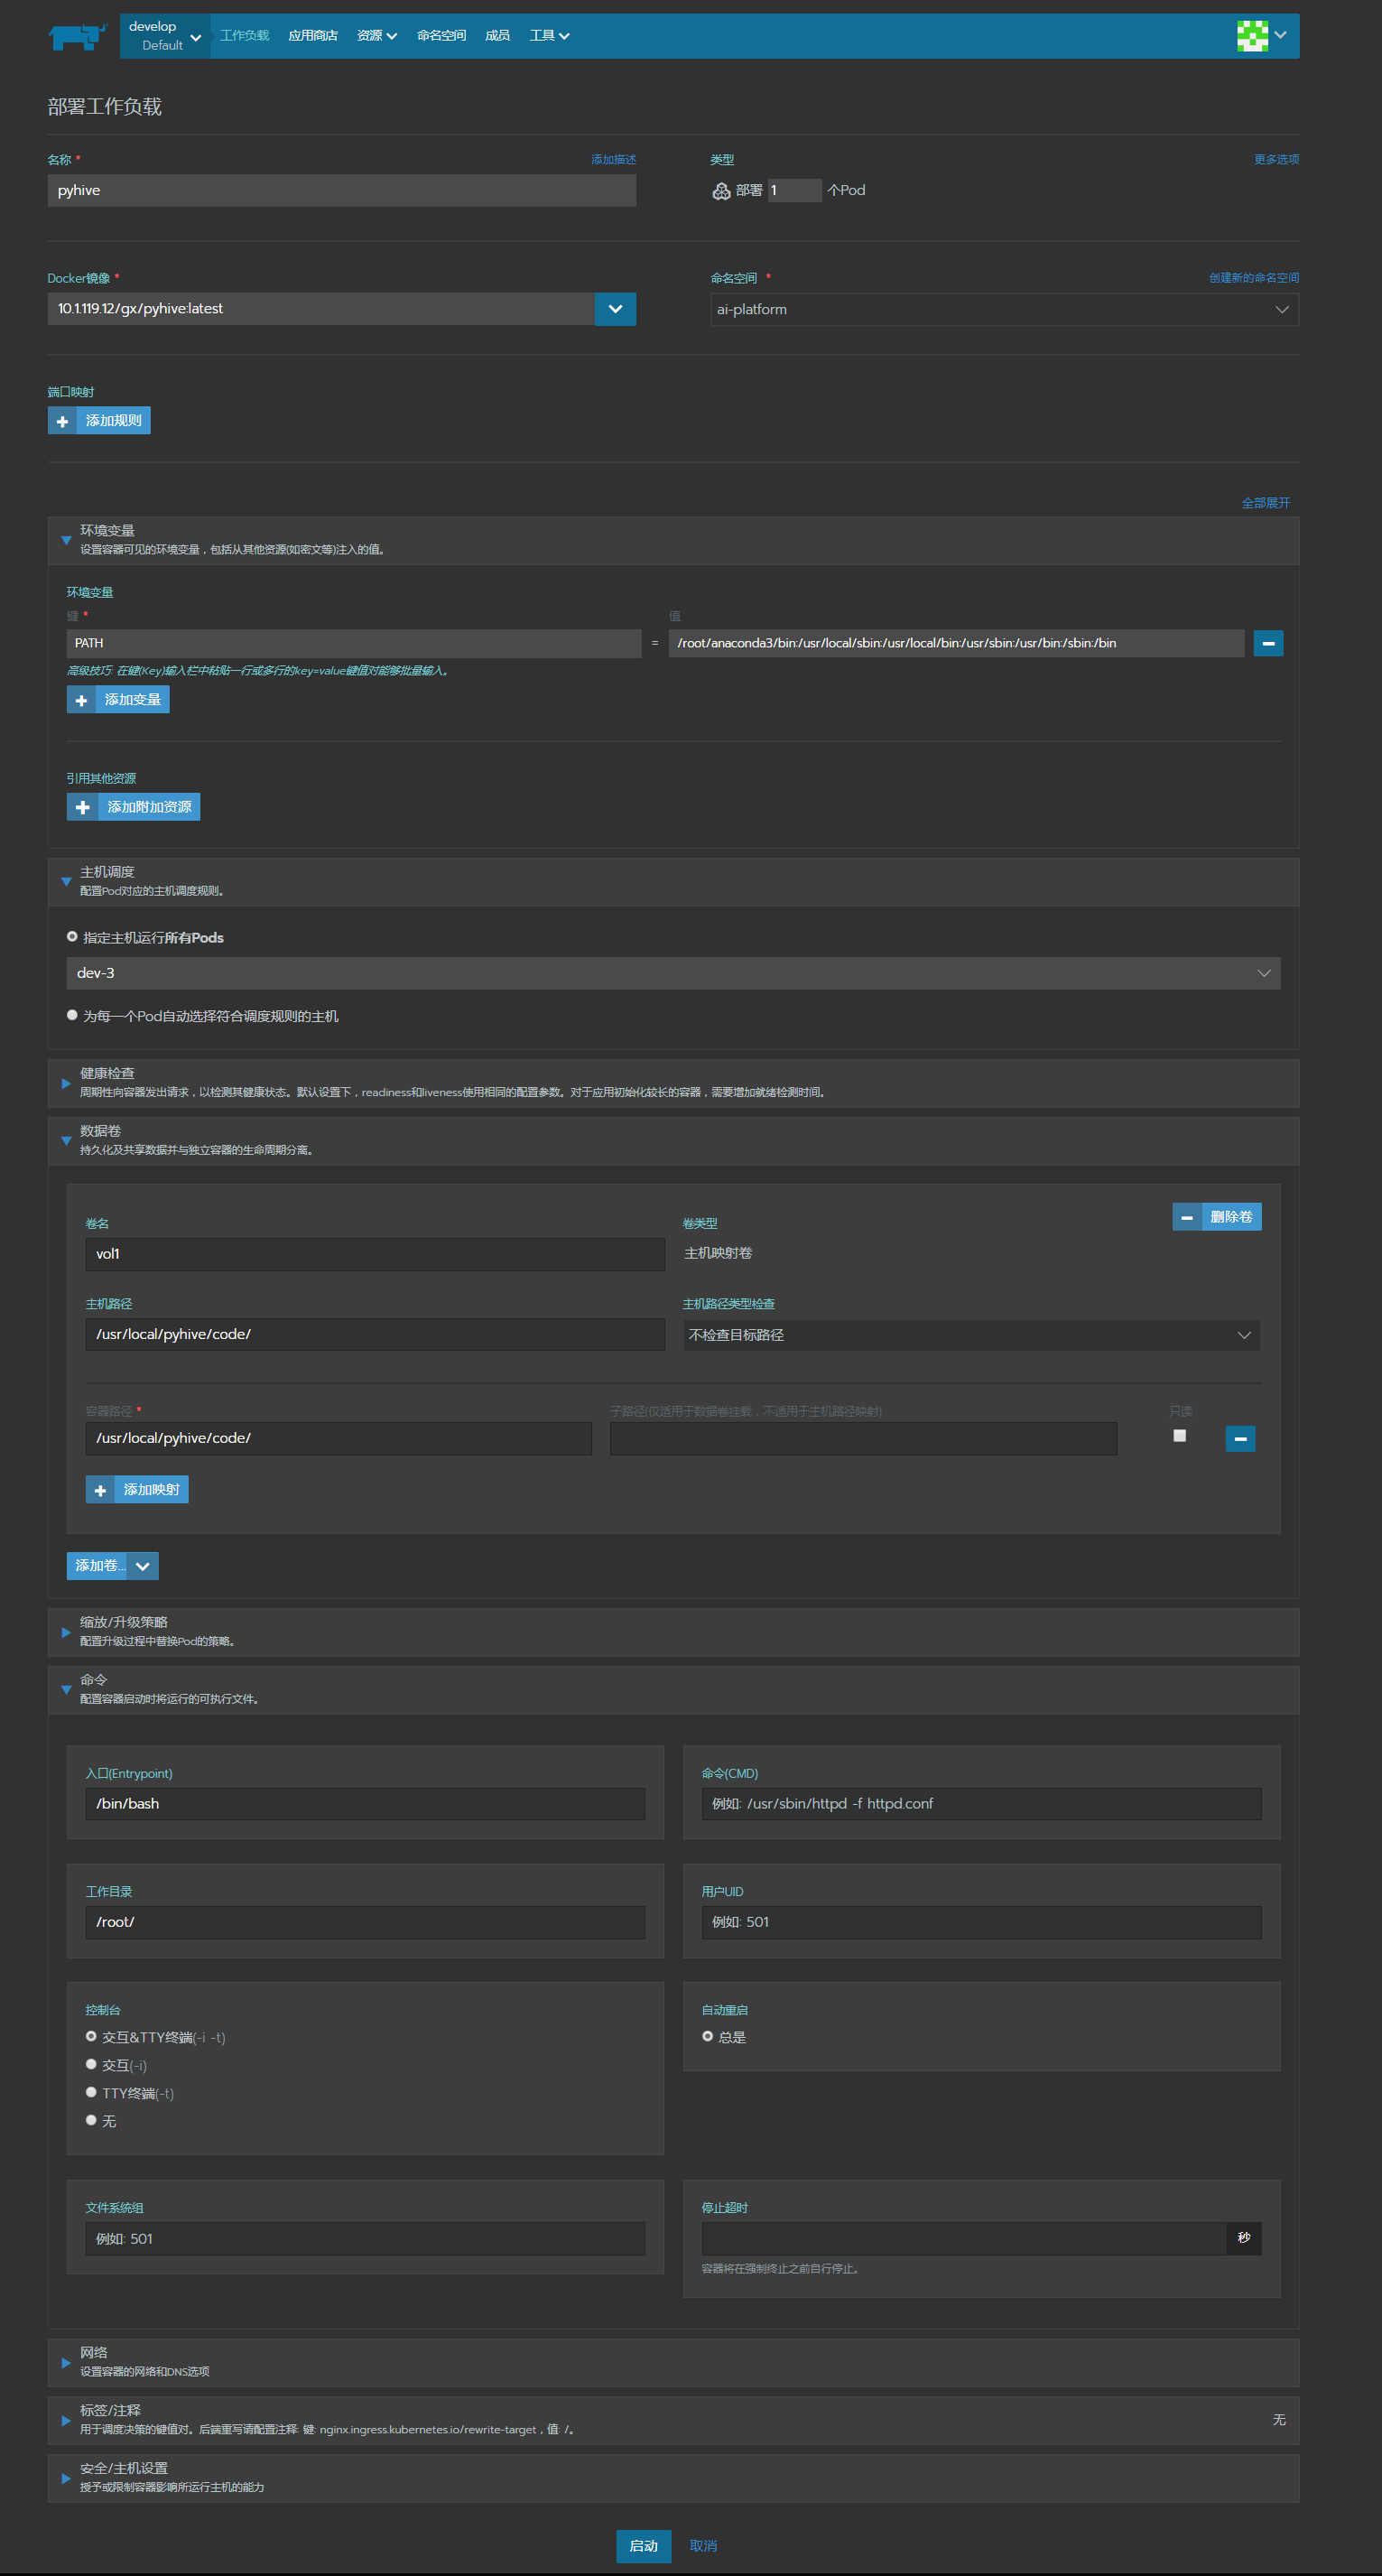 develop
Default
工作负载 应用商店 资源 命名空间 成员 工具
部署工作负载
名称 * 添加描述 类型 更多选项
pyhive 部署 1 个Pod
Docker镜像 * 命名空间 * 创建新的命名空间
10.1.119.12/gx/pyhive:latest ai-platform
端口映射
添加规则
全部展开
环境变量
设置容器可见的环境变量，包括从其他资源(如密文等)注入的值。
环境变量
键 * 值
PATH = /root/anaconda3/bin:/usr/local/sbin:/usr/local/bin:/usr/sbin:/usr/bin:/sbin:/bin
高级技巧: 在键(Key)输入栏中粘贴一行或多行的key=value键值对能够批量输入。
添加变量
引用其他资源
添加附加资源
主机调度
配置Pod对应的主机调度规则。
指定主机运行所有Pods
dev-3
为每一个Pod自动选择符合调度规则的主机
健康检查
周期性向容器发出请求，以检测其健康状态。默认设置下，readiness和liveness使用相同的配置参数。对于应用初始化较长的容器，需要增加就绪检测时间。
数据卷
持久化及共享数据并与独立容器的生命周期分离。
卷名 卷类型 删除卷
vol1 主机映射卷
主机路径 主机路径类型检查
/usr/local/pyhive/code/ 不检查目标路径
容器路径 * 子路径(仅适用于数据卷挂载，不适用于主机路径映射) 只读
/usr/local/pyhive/code/
添加映射
添加卷...
缩放/升级策略
配置升级过程中替换Pod的策略。
命令
配置容器启动时将运行的可执行文件。
入口(Entrypoint) 命令(CMD)
/bin/bash 例如: /usr/sbin/httpd -f httpd.conf
工作目录 用户UID
/root/ 例如: 501
控制台 自动重启
交互&TTY终端(-i -t) 总是
交互(-i)
TTY终端(-t)
无
文件系统组 停止超时
例如: 501 秒
容器将在强制终止之前自行停止。
网络
设置容器的网络和DNS选项
标签/注释
用于调度决策的键值对。后端重写请配置注释: 键: nginx.ingress.kubernetes.io/rewrite-target，值: /。 无
安全/主机设置
授予或限制容器影响所运行主机的能力
启动 取消